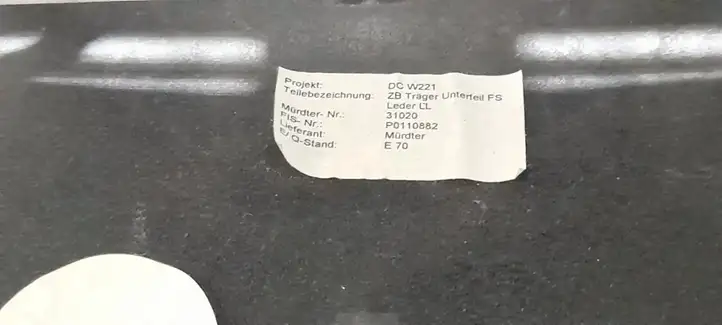 Projekt: DC W221
Teilebezeichnung: ZB Träger Unterteil FS
Leder LL
Mürdter- Nr.: 31020
PIS- Nr.: P0110882
Lieferant: Mürdter
E/ Q-Stand: E 70